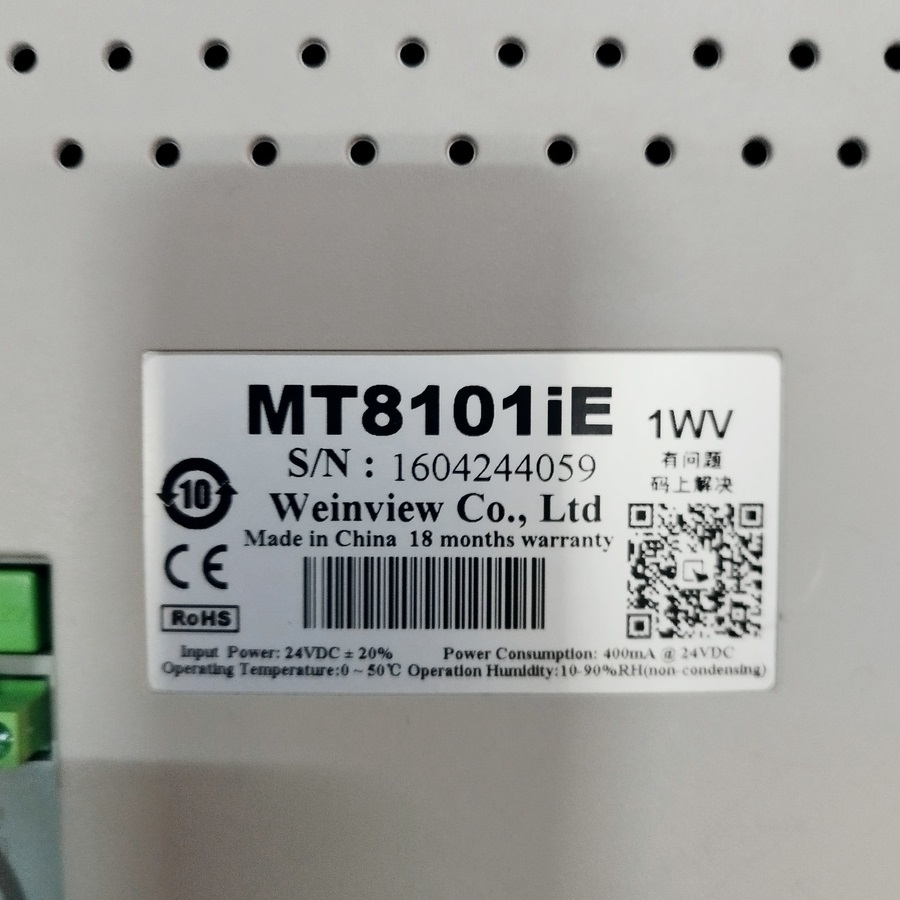 MT8101iE
1WV
S/N : 1604244059
有问题
码上解决
10
Weinview Co., Ltd
Made in China 18 months warranty
CE
RoHS
Input Power: 24VDC ± 20% Power Consumption: 400mA @ 24VDC
Operating Temperature:0 ~ 50℃ Operation Humidity:10-90%RH(non-condensing)